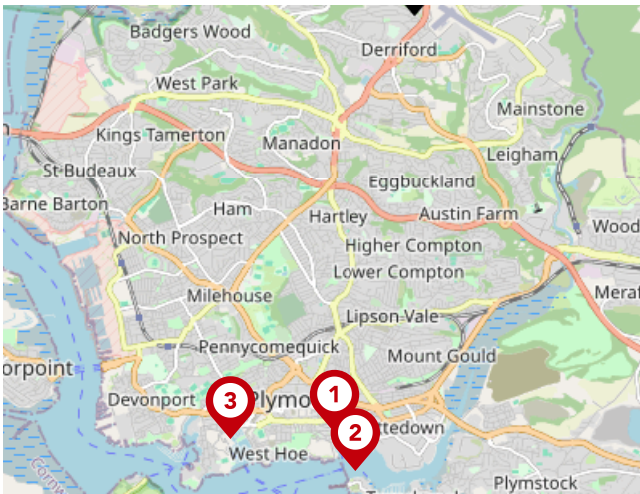 Badgers Wood
Derriford
West Park
Mainstone
Kings Tamerton
Manadon
Leigham
St Budeaux
Eggbuckland
Barne Barton
Ham
Hartley
Austin Farm
Wood
North Prospect
Higher Compton
Lower Compton
Milehouse
Meraf
Lipson Vale
Pennycomequick
Mount Gould
orpoint
Devonport
3
Plymo
1
2
ttedown
West Hoe
Plymstock
Cornw